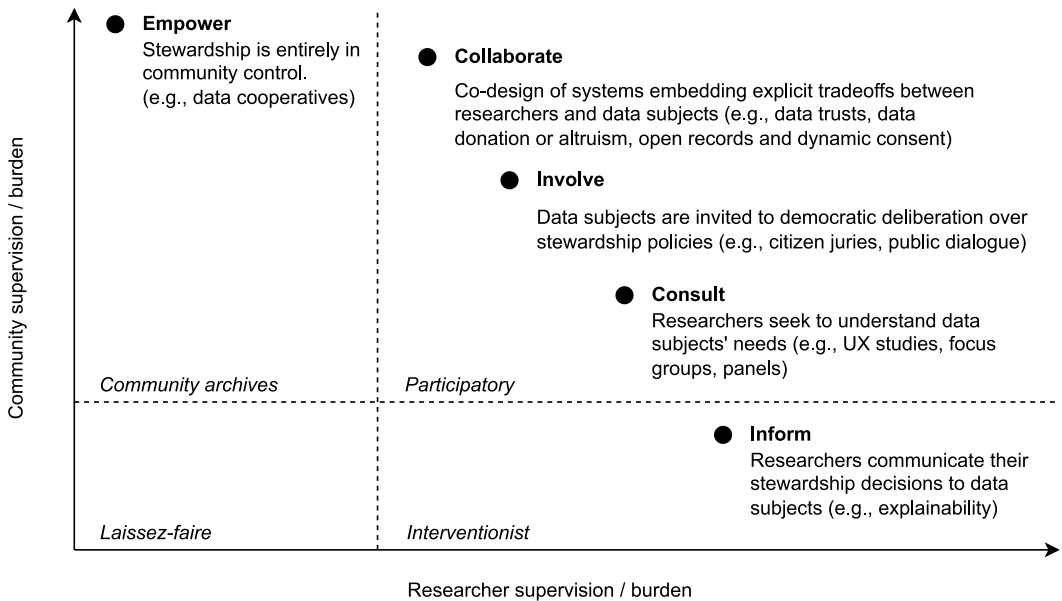 Empower
Stewardship is entirely in
community control.
(e.g., data cooperatives)
Collaborate
Co-design of systems embedding explicit tradeoffs between
researchers and data subjects (e.g., data trusts, data
donation or altruism, open records and dynamic consent)
Involve
Data subjects are invited to democratic deliberation over
stewardship policies (e.g., citizen juries, public dialogue)
Consult
Researchers seek to understand data
subjects' needs (e.g., UX studies, focus
groups, panels)
Community archives
Participatory
Inform
Researchers communicate their
stewardship decisions to data
subjects (e.g., explainability)
Laissez-faire
Interventionist
Community supervision / burden
Researcher supervision / burden